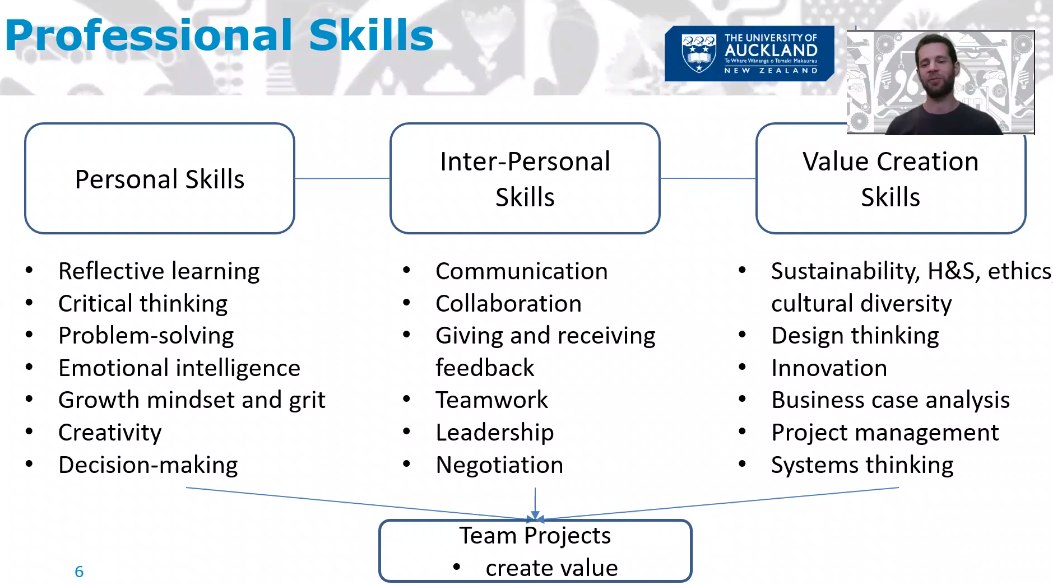 Professional Skills
THE UNIVERSITY OF
AUCKLAND
Te Whare Wānanga o Tāmaki Makaurau
NEW ZEALAND
Personal Skills
Inter-Personal
Skills
Value Creation
Skills
• Reflective learning
• Critical thinking
• Problem-solving
• Emotional intelligence
• Growth mindset and grit
• Creativity
• Decision-making
• Communication
• Collaboration
• Giving and receiving
feedback
• Teamwork
• Leadership
• Negotiation
• Sustainability, H&S, ethics,
cultural diversity
• Design thinking
• Innovation
• Business case analysis
• Project management
• Systems thinking
Team Projects
• create value
6